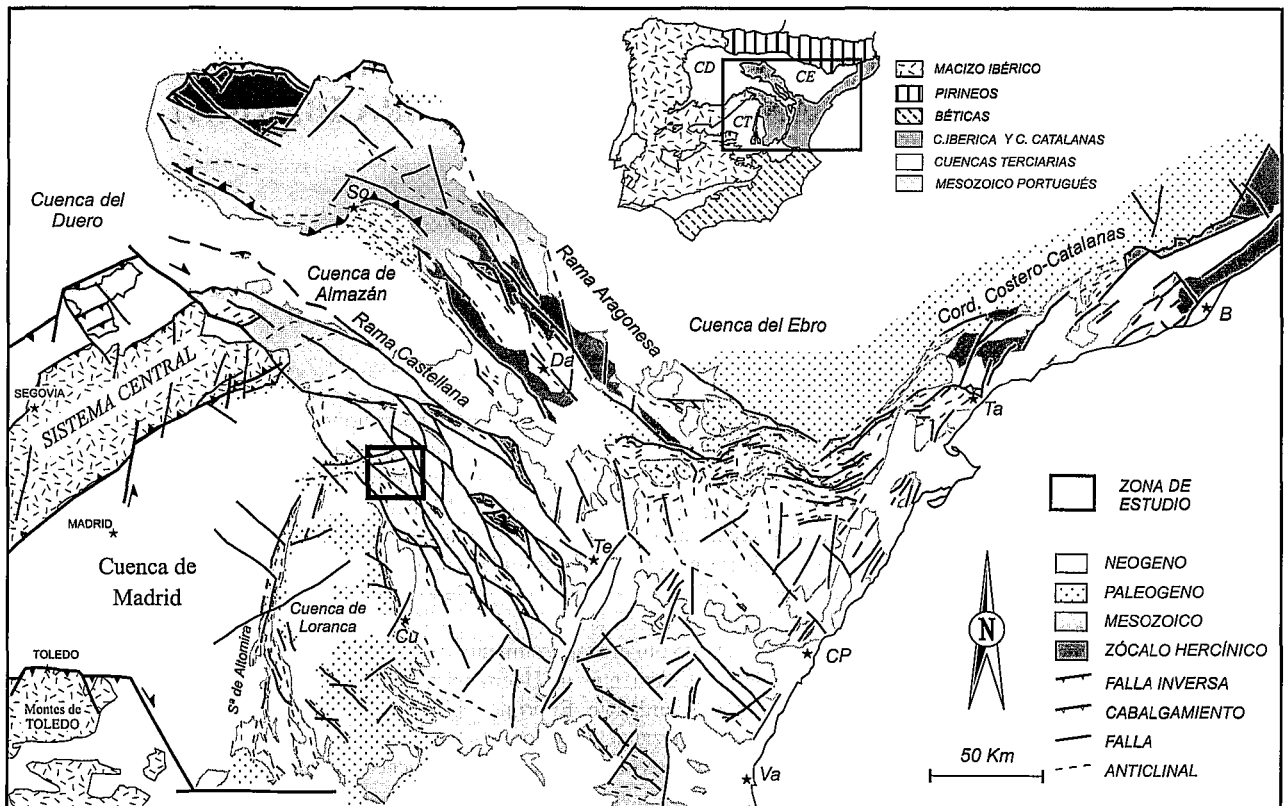 CD
CE
CT
MACIZO IBÉRICO
PIRINEOS
BÉTICAS
C.IBERICA Y C. CATALANAS
CUENCAS TERCIARIAS
MESOZOICO PORTUGUÉS
Cuenca del
Duero
So
Cuenca de
Almazán
Rama Aragonesa
Rama Castellana
Da
Cuenca del Ebro
Cord. Costero-Catalanas
B
Ta
SEGOVIA
SISTEMA CENTRAL
MADRID
Cuenca de
Madrid
Te
Cuenca de
Loranca
Cu
Sª de Altomira
CP
TOLEDO
Montes de
TOLEDO
Va
ZONA DE
ESTUDIO
N
NEOGENO
PALEOGENO
MESOZOICO
ZÓCALO HERCÍNICO
FALLA INVERSA
CABALGAMIENTO
FALLA
ANTICLINAL
50 Km